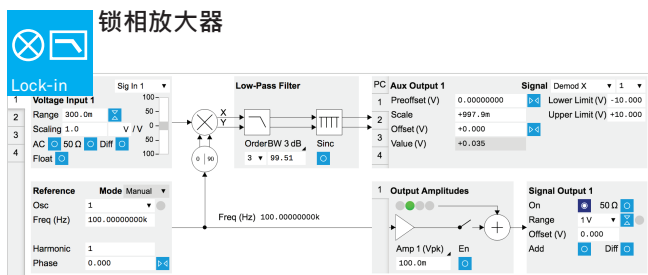 锁相放大器
Lock-in
Sig In 1
1 Voltage Input 1
2 Range 300.0m
3 Scaling 1.0 V / V
4 AC 50 Ω Diff
Float
100
50
0
50
100
X
Y
0 90
Low-Pass Filter
Order BW 3 dB Sinc
3 99.51
PC Aux Output 1 Signal Demod X 1
1 Preoffset (V) 0.00000000 Lower Limit (V) -10.000
2 Scale +997.9m Upper Limit (V) +10.000
3 Offset (V) +0.000
4 Value (V) +0.035
Reference Mode Manual
Osc 1
Freq (Hz) 100.00000000k
Harmonic 1
Phase 0.000
Freq (Hz) 100.00000000k
1 Output Amplitudes
Amp 1 (Vpk) En
100.0m
Signal Output 1
On 50 Ω
Range 1 V
Offset (V) 0.000
Add Diff